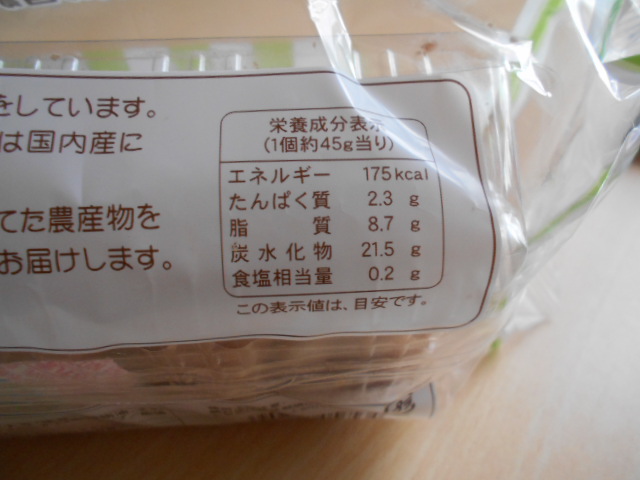 をしています。
は国内産に
てた農産物を
お届けします。
栄養成分表示
(1個約45g当り)
エネルギー 175kcal
たんぱく質 2.3 g
脂 質 8.7 g
炭水化物 21.5 g
食塩相当量 0.2 g
この表示値は、目安です。